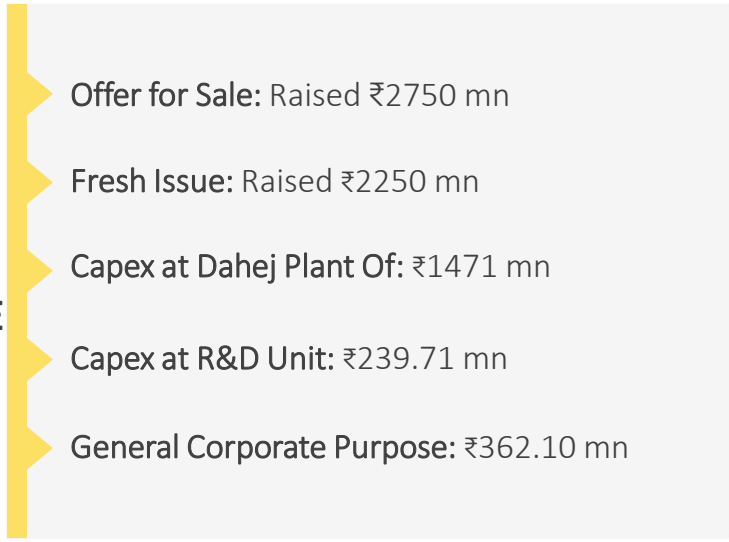 Offer for Sale: Raised ₹2750 mn
Fresh Issue: Raised ₹2250 mn
Capex at Dahej Plant Of: ₹1471 mn
Capex at R&D Unit: ₹239.71 mn
General Corporate Purpose: ₹362.10 mn